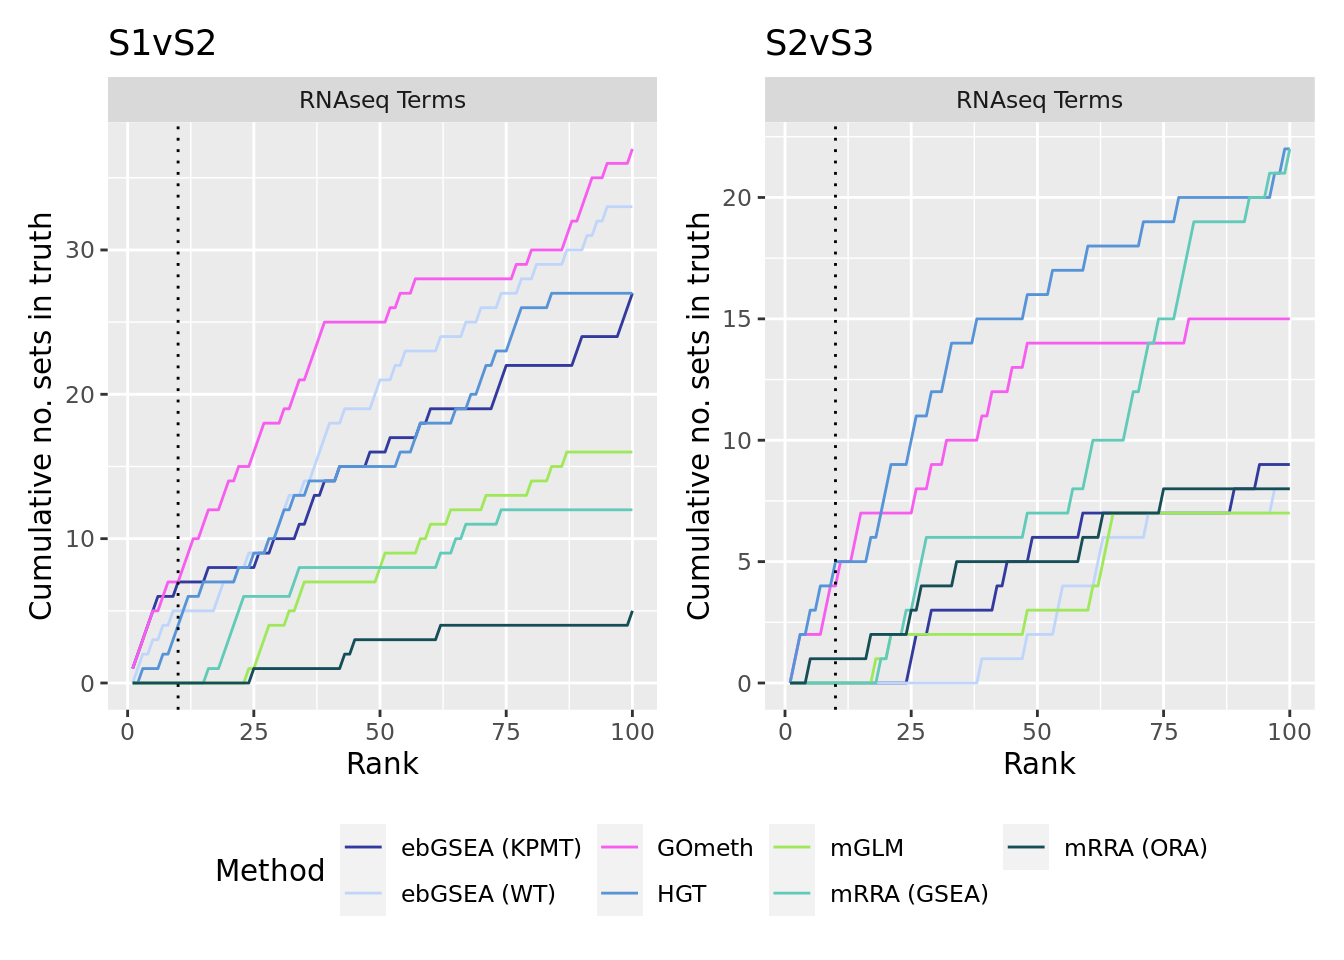 S1vS2
S2vS3
RNAseq Terms
RNAseq Terms
Cumulative no. sets in truth
30
20
10
0
0 25 50 75 100
Rank
Cumulative no. sets in truth
20
15
10
5
0
0 25 50 75 100
Rank
Method
ebGSEA (KPMT)
ebGSEA (WT)
GOmeth
HGT
mGLM
mRRA (GSEA)
mRRA (ORA)